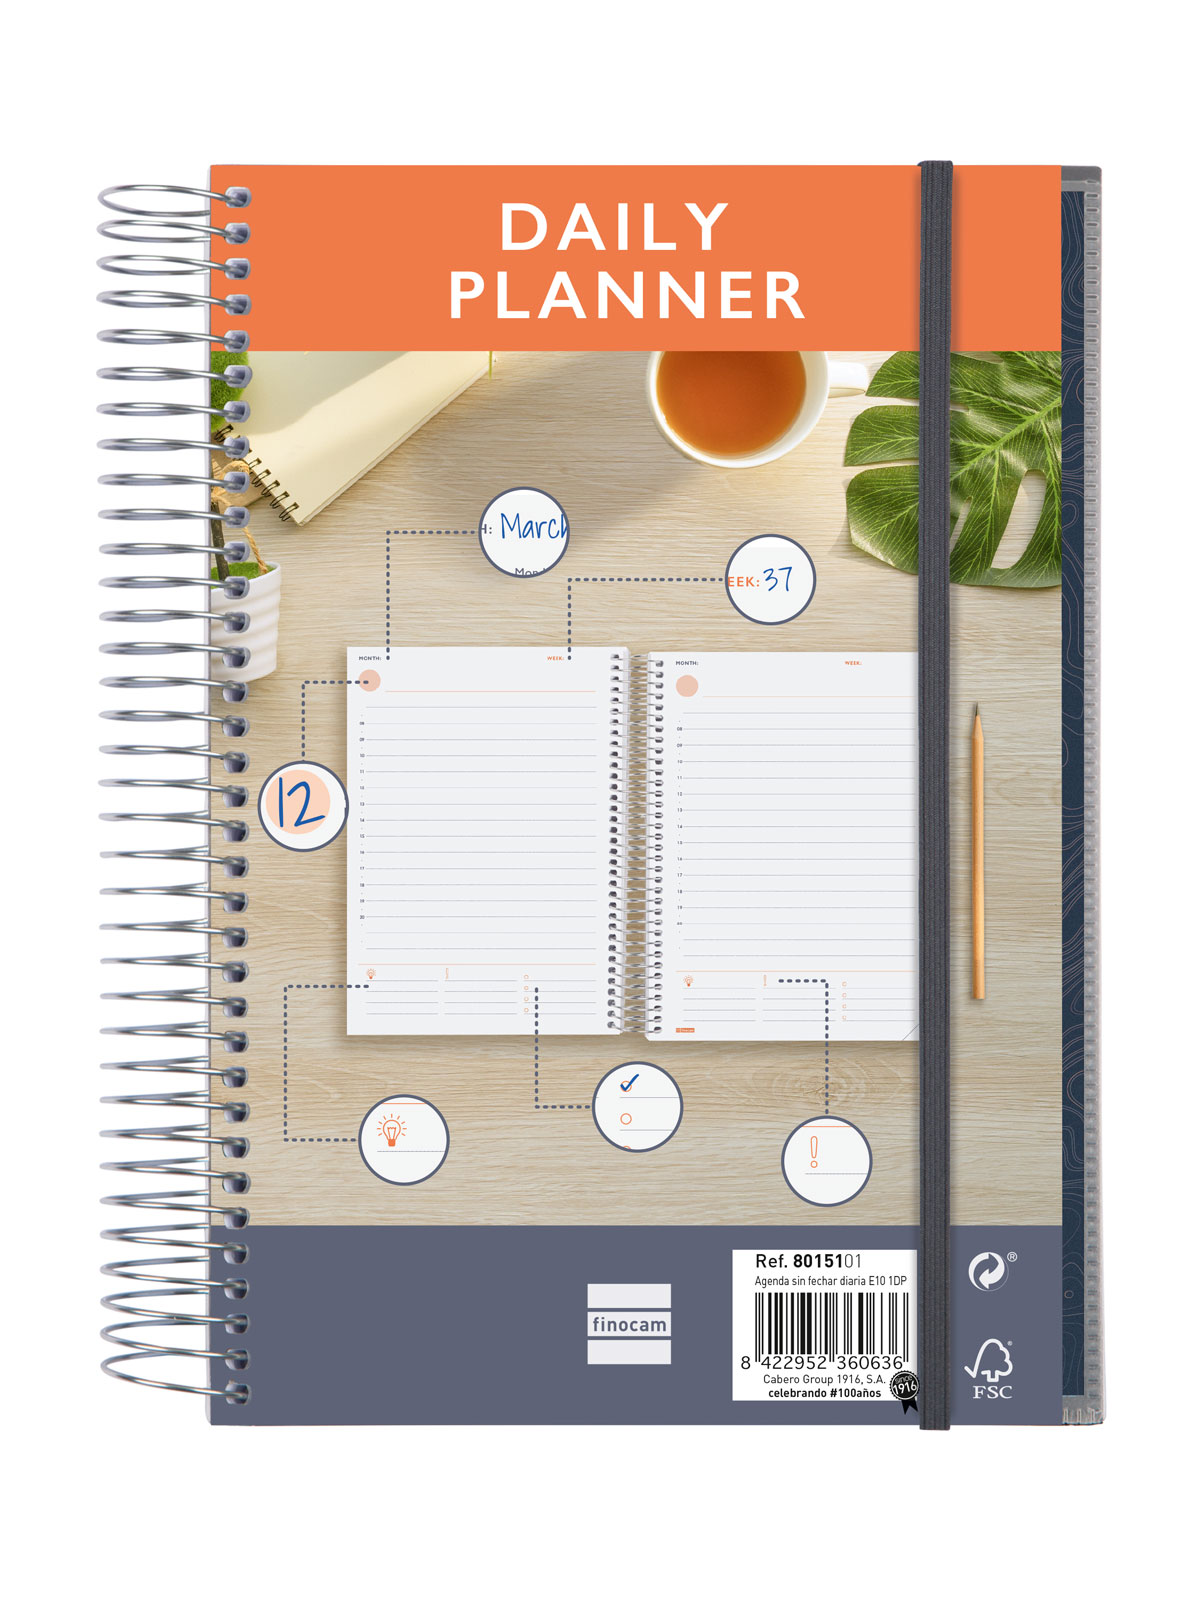 DAILY
PLANNER
H: March
Mond
EEK: 37
MONTH:
WEEK:
MONTH:
WEEK:
12
08
09
10
11
12
13
14
15
16
17
18
19
20
08
09
10
11
12
13
14
15
16
17
18
19
20
!
finocam
Ref. 8015101
Agenda sin fechar diaria E10 1DP
8 422952 360636
Cabero Group 1916, S.A.
celebrando #100años
since
1916
®
FSC